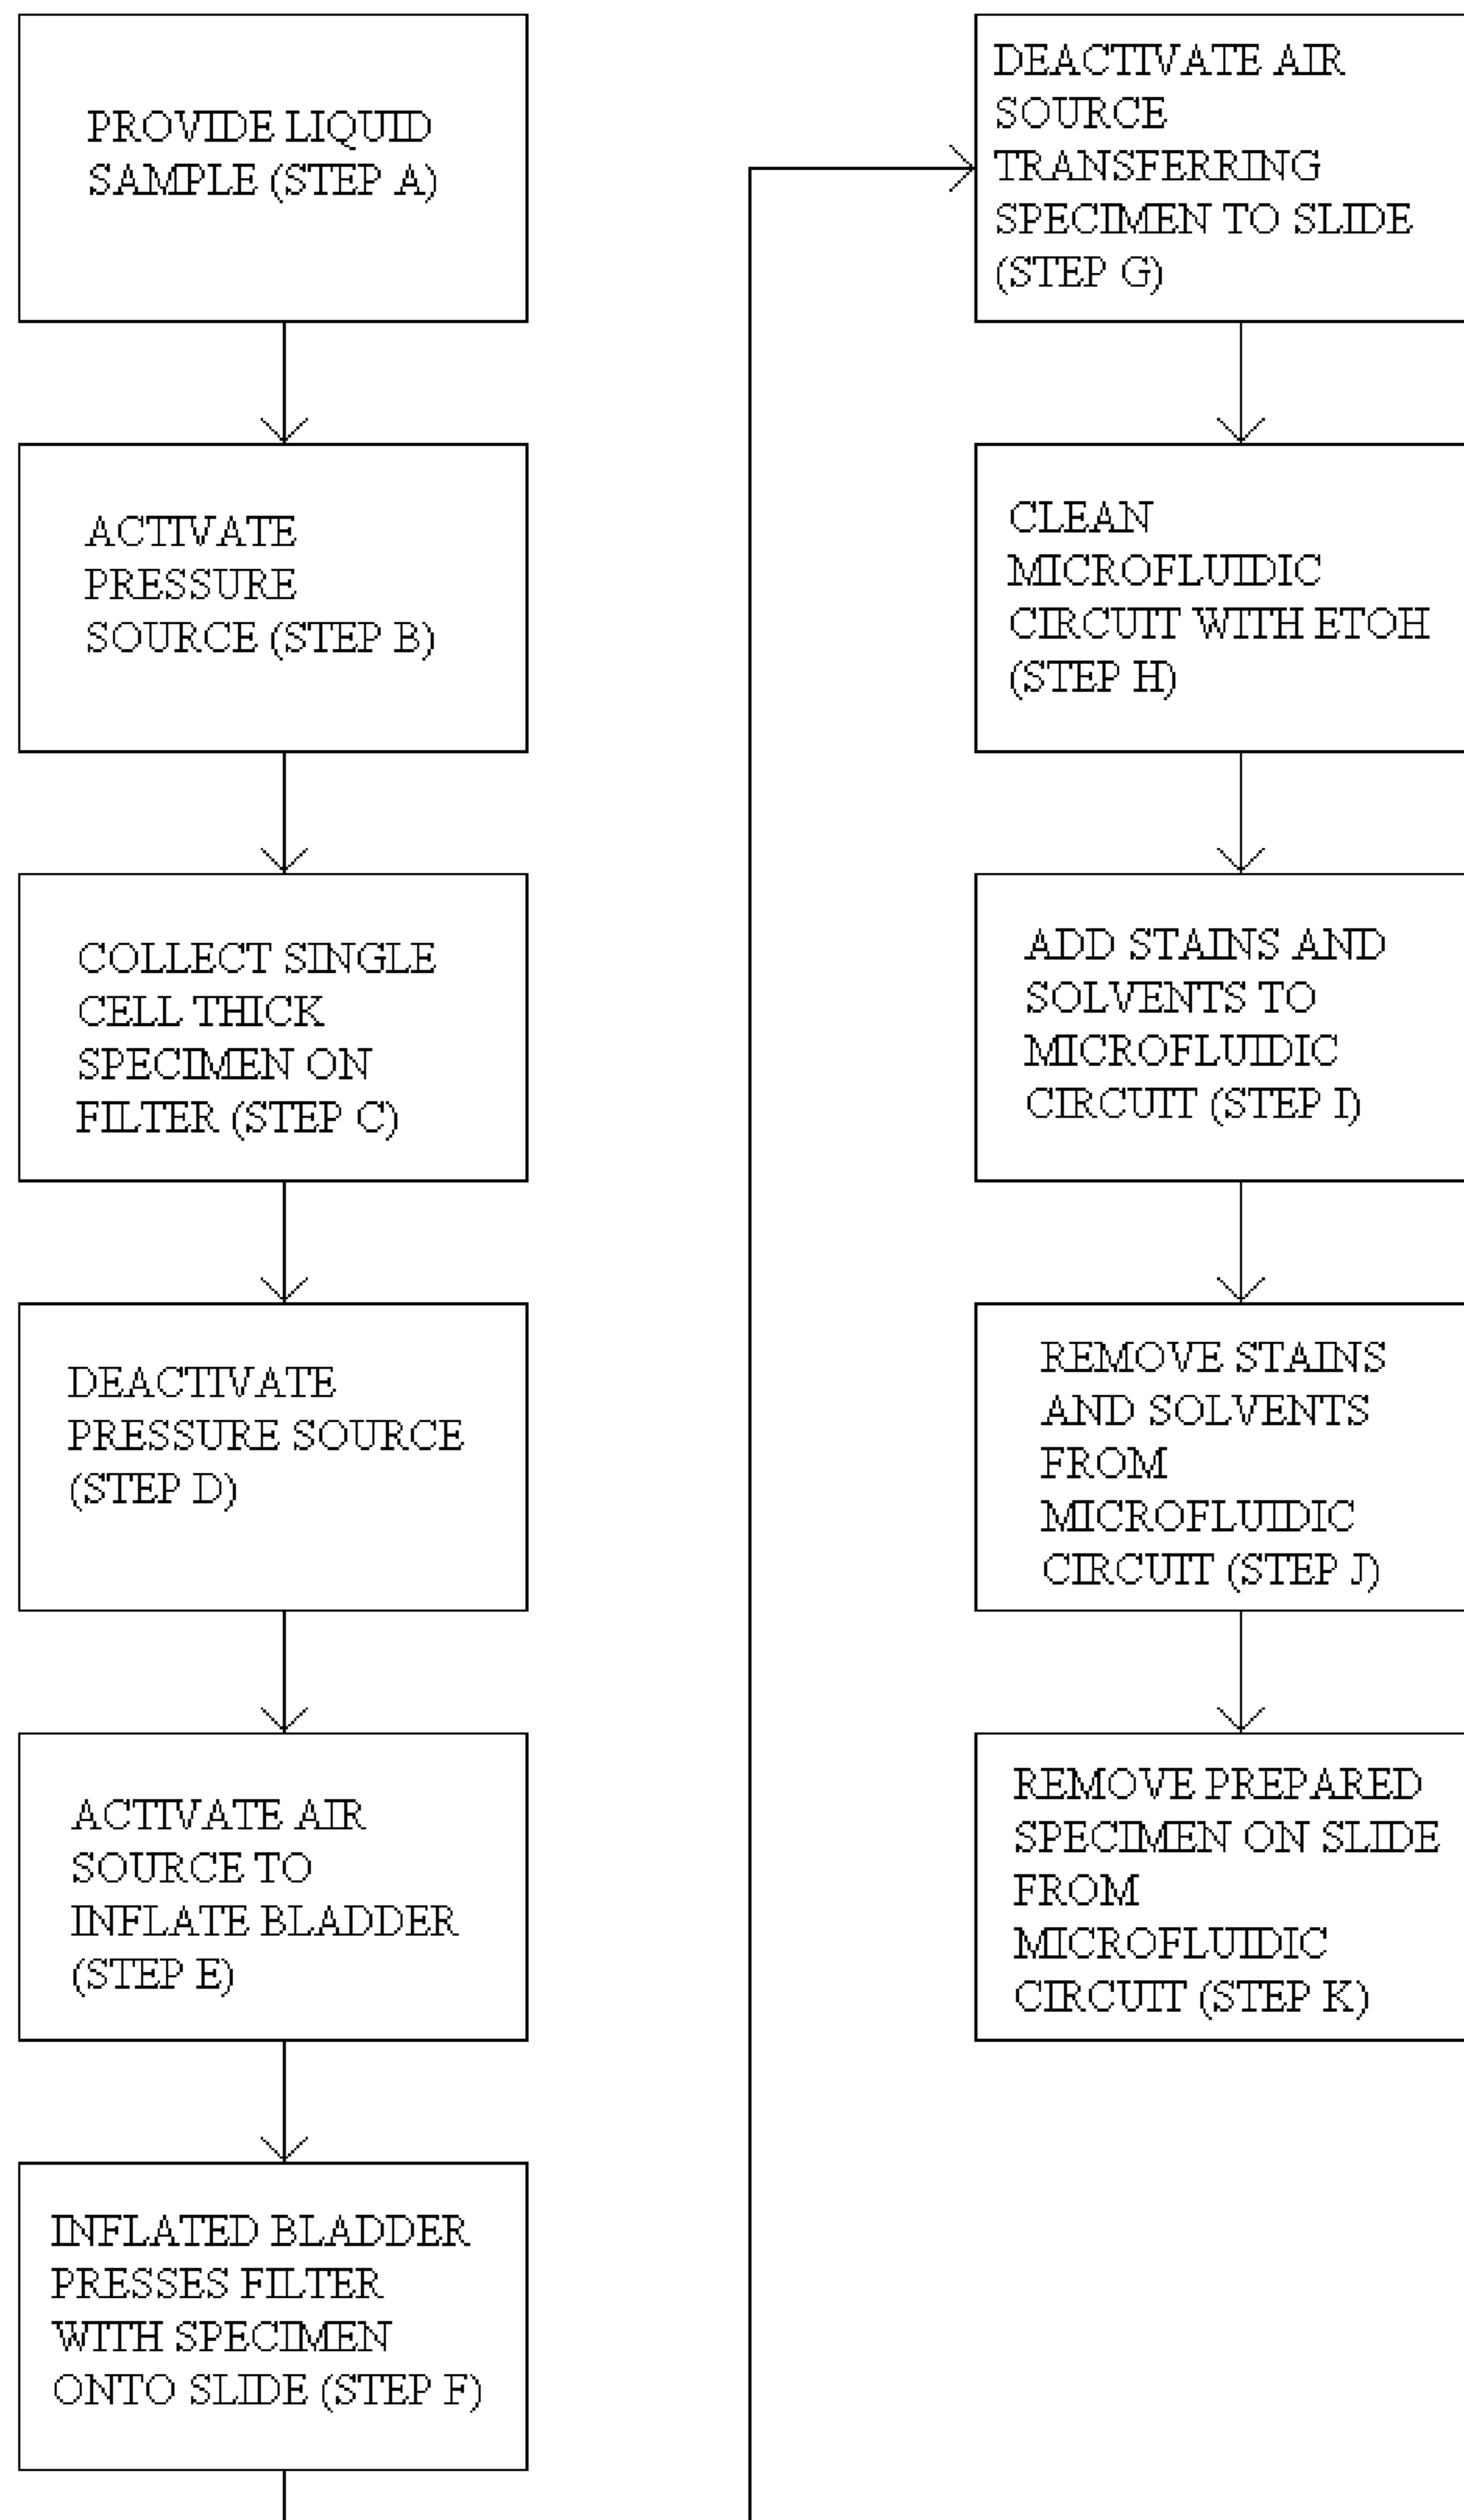 PROVIDE LIQUID
SAMPLE (STEP A)
ACTIVATE
PRESSURE
SOURCE (STEP B)
COLLECT SINGLE
CELL THICK
SPECIMEN ON
FILTER (STEP C)
DEACTIVATE
PRESSURE SOURCE
(STEP D)
ACTIVATE AIR
SOURCE TO
INFLATE BLADDER
(STEP E)
INFLATED BLADDER
PRESSES FILTER
WITH SPECIMEN
ONTO SLIDE (STEP F)
DEACTIVATE AIR
SOURCE
TRANSFERRING
SPECIMEN TO SLIDE
(STEP G)
CLEAN
MICROFLUIDIC
CIRCUIT WITH ETOH
(STEP H)
ADD STAINS AND
SOLVENTS TO
MICROFLUIDIC
CIRCUIT (STEP I)
REMOVE STAINS
AND SOLVENTS
FROM
MICROFLUIDIC
CIRCUIT (STEP J)
REMOVE PREPARED
SPECIMEN ON SLIDE
FROM
MICROFLUIDIC
CIRCUIT (STEP K)